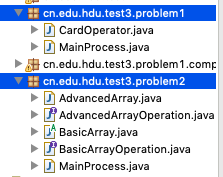 cn.edu.hdu.test3.problem1
CardOperator.java
MainProcess.java
cn.edu.hdu.test3.problem1.comp
cn.edu.hdu.test3.problem2
AdvancedArray.java
AdvancedArrayOperation.java
BasicArray.java
BasicArrayOperation.java
MainProcess.java